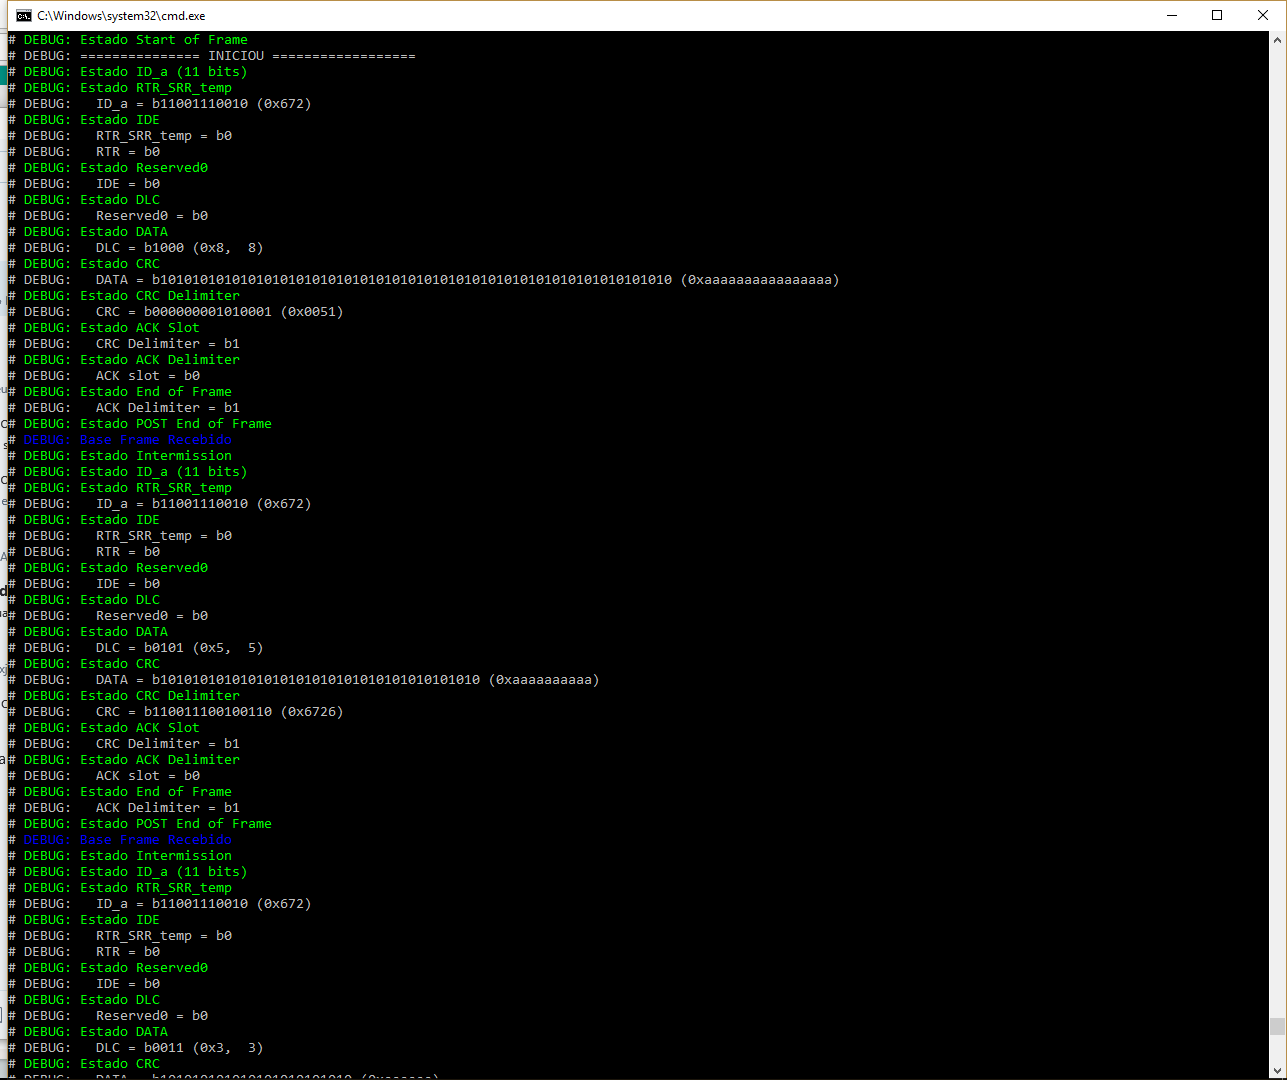 C:\Windows\system32\cmd.exe
# DEBUG: Estado Start of Frame
# DEBUG: =============== INICIOU ==================
# DEBUG: Estado ID_a (11 bits)
# DEBUG: Estado RTR_SRR_temp
# DEBUG:   ID_a = b11001110010 (0x672)
# DEBUG: Estado IDE
# DEBUG:   RTR_SRR_temp = b0
# DEBUG:   RTR = b0
# DEBUG: Estado Reserved0
# DEBUG:   IDE = b0
# DEBUG: Estado DLC
# DEBUG:   Reserved0 = b0
# DEBUG: Estado DATA
# DEBUG:   DLC = b1000 (0x8,  8)
# DEBUG: Estado CRC
# DEBUG:   DATA = b1010101010101010101010101010101010101010101010101010101010101010 (0xaaaaaaaaaaaaaaaa)
# DEBUG: Estado CRC Delimiter
# DEBUG:   CRC = b000000001010001 (0x0051)
# DEBUG: Estado ACK Slot
# DEBUG:   CRC Delimiter = b1
# DEBUG: Estado ACK Delimiter
# DEBUG:   ACK slot = b0
# DEBUG: Estado End of Frame
# DEBUG:   ACK Delimiter = b1
# DEBUG: Estado POST End of Frame
# DEBUG: Base Frame Recebido
# DEBUG: Estado Intermission
# DEBUG: Estado ID_a (11 bits)
# DEBUG: Estado RTR_SRR_temp
# DEBUG:   ID_a = b11001110010 (0x672)
# DEBUG: Estado IDE
# DEBUG:   RTR_SRR_temp = b0
# DEBUG:   RTR = b0
# DEBUG: Estado Reserved0
# DEBUG:   IDE = b0
# DEBUG: Estado DLC
# DEBUG:   Reserved0 = b0
# DEBUG: Estado DATA
# DEBUG:   DLC = b0101 (0x5,  5)
# DEBUG: Estado CRC
# DEBUG:   DATA = b1010101010101010101010101010101010101010 (0xaaaaaaaaaa)
# DEBUG: Estado CRC Delimiter
# DEBUG:   CRC = b110011100100110 (0x6726)
# DEBUG: Estado ACK Slot
# DEBUG:   CRC Delimiter = b1
# DEBUG: Estado ACK Delimiter
# DEBUG:   ACK slot = b0
# DEBUG: Estado End of Frame
# DEBUG:   ACK Delimiter = b1
# DEBUG: Estado POST End of Frame
# DEBUG: Base Frame Recebido
# DEBUG: Estado Intermission
# DEBUG: Estado ID_a (11 bits)
# DEBUG: Estado RTR_SRR_temp
# DEBUG:   ID_a = b11001110010 (0x672)
# DEBUG: Estado IDE
# DEBUG:   RTR_SRR_temp = b0
# DEBUG:   RTR = b0
# DEBUG: Estado Reserved0
# DEBUG:   IDE = b0
# DEBUG: Estado DLC
# DEBUG:   Reserved0 = b0
# DEBUG: Estado DATA
# DEBUG:   DLC = b0011 (0x3,  3)
# DEBUG: Estado CRC
# DEBUG:   DATA = b101010101010101010101010 (0xaaaaaa)